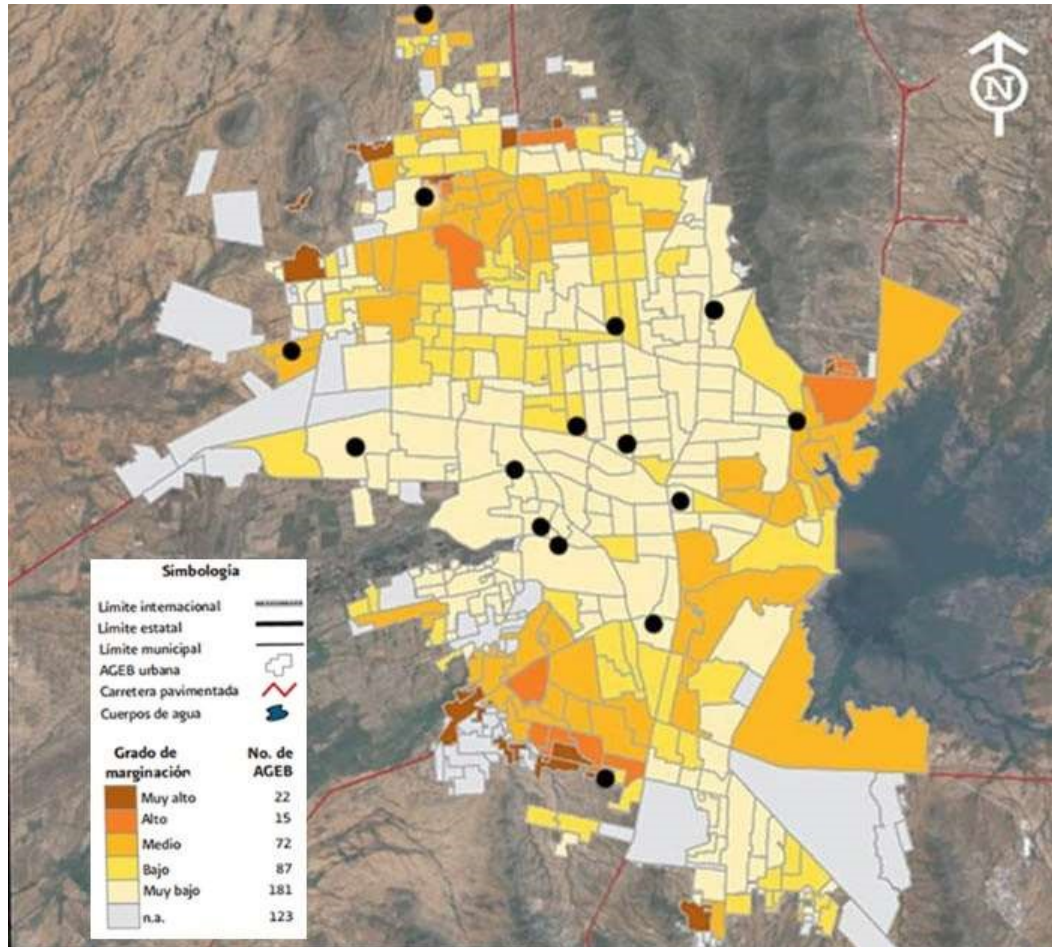 N
Simbología
Límite internacional
Límite estatal
Límite municipal
AGEB urbana
Carretera pavimentada
Cuerpos de agua
Grado de marginación No. de AGEB
Muy alto 22
Alto 15
Medio 72
Bajo 87
Muy bajo 181
n.a. 123